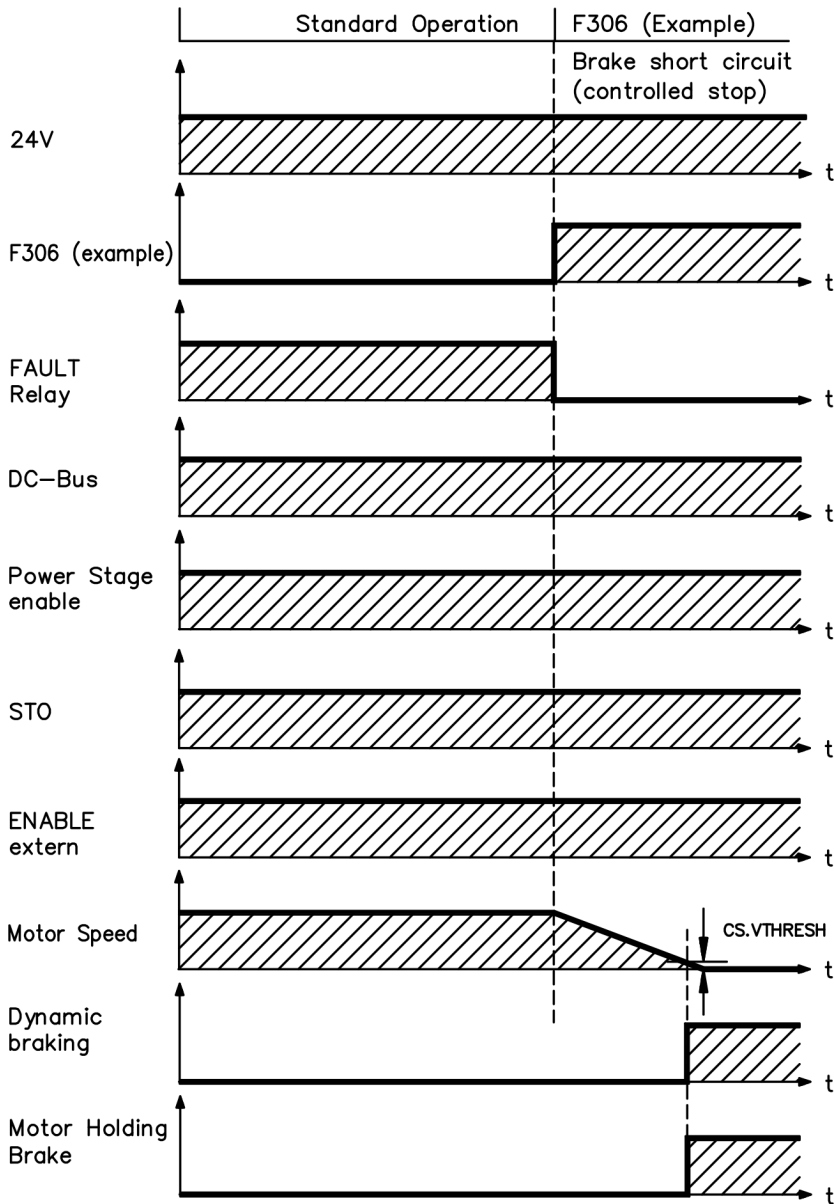 Standard Operation
F306 (Example)
Brake short circuit
(controlled stop)
24V
t
F306 (example)
t
FAULT
Relay
t
DC-Bus
t
Power Stage
enable
t
STO
t
ENABLE
extern
t
Motor Speed
CS.VTHRESH
t
Dynamic
braking
t
Motor Holding
Brake
t